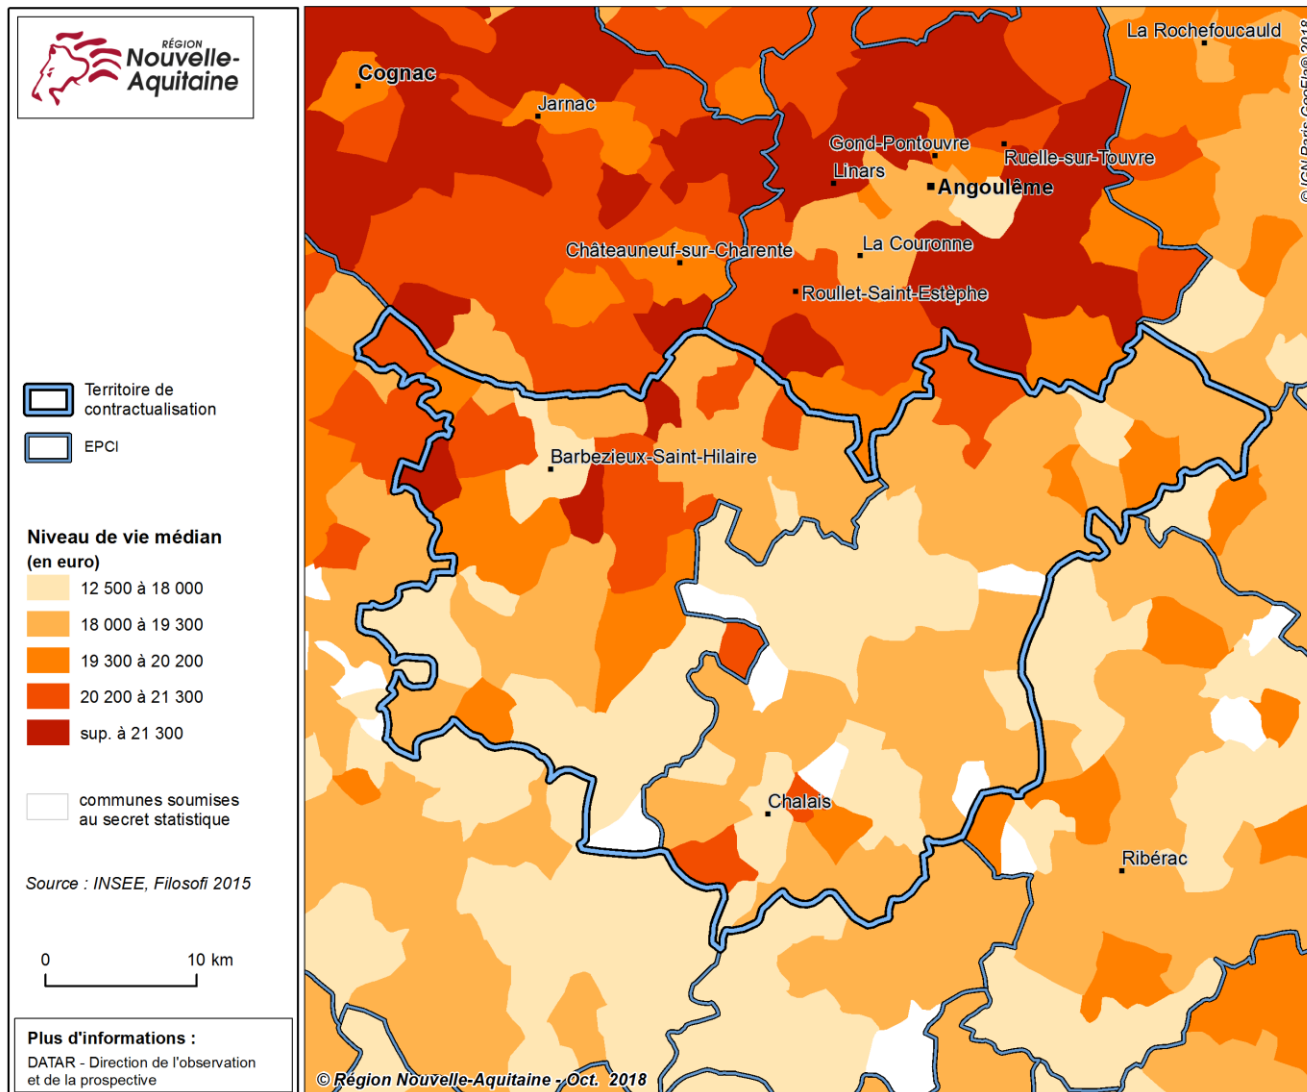 RÉGION
Nouvelle-
Aquitaine
Territoire de
contractualisation
EPCI
Niveau de vie médian
(en euro)
12 500 à 18 000
18 000 à 19 300
19 300 à 20 200
20 200 à 21 300
sup. à 21 300
communes soumises
au secret statistique
Source : INSEE, Filosofi 2015
0 10 km
Plus d'informations :
DATAR - Direction de l'observation
et de la prospective
La Rochefoucauld
Cognac
Jarnac
Gond-Pontouvre
Ruelle-sur-Touvre
Linars
Angoulême
Châteauneuf-sur-Charente
La Couronne
Roullet-Saint-Estèphe
Barbezieux-Saint-Hilaire
Chalais
Ribérac
© IGN Paris GeoFla® 2018
© Région Nouvelle-Aquitaine - Oct. 2018